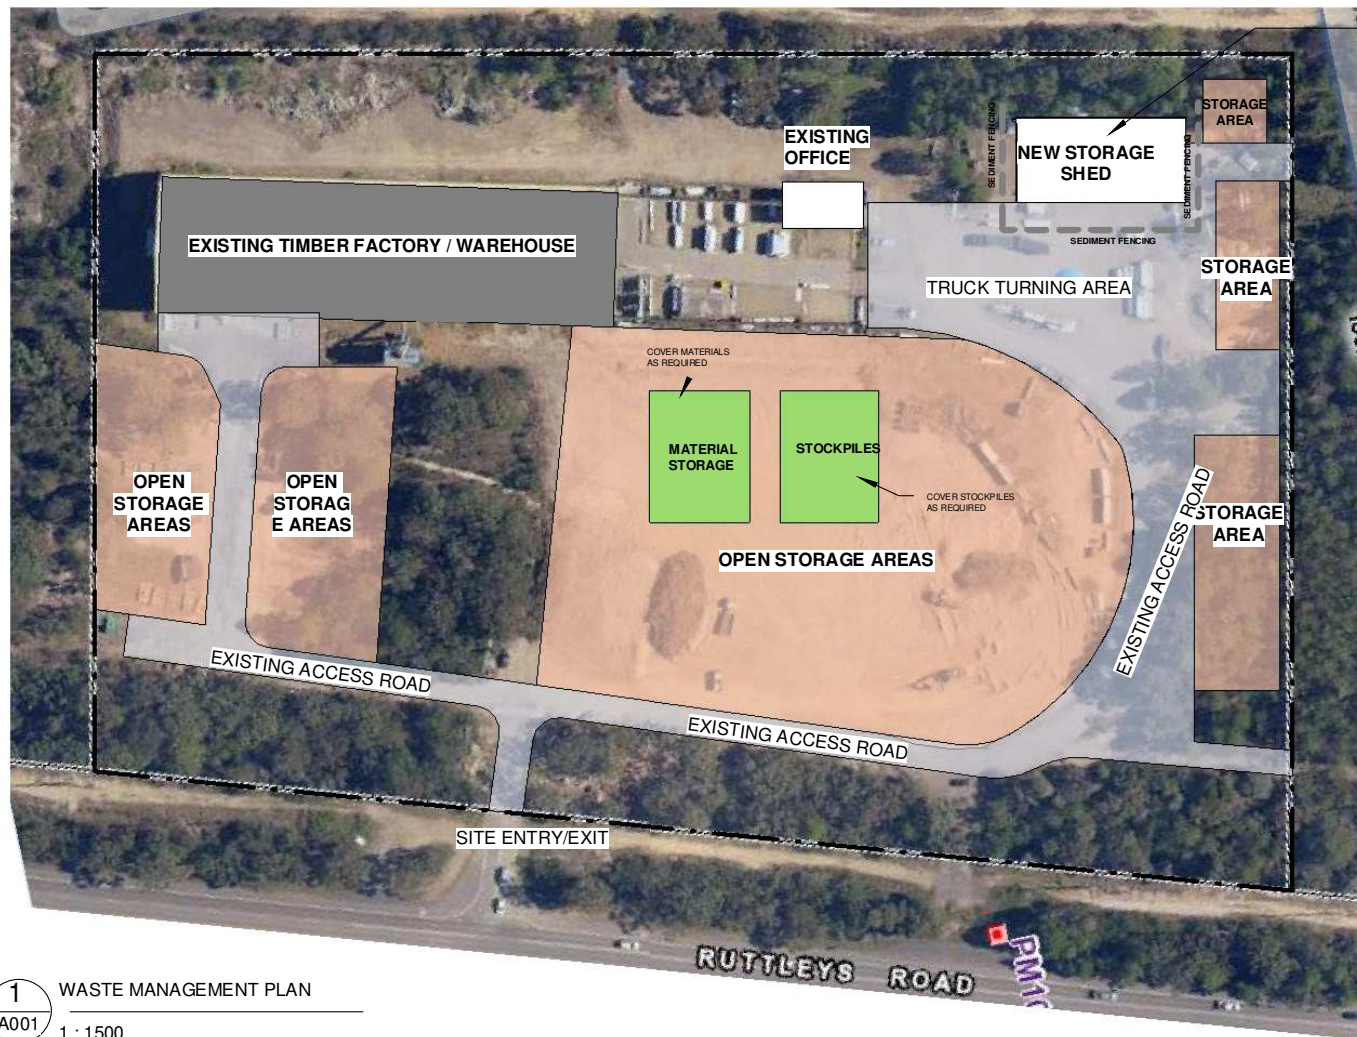 STORAGE
AREA
EXISTING
OFFICE
SEDIMENT FENCING
NEW STORAGE
SHED
SEDIMENT FENCING
SEDIMENT FENCING
EXISTING TIMBER FACTORY / WAREHOUSE
TRUCK TURNING AREA
STORAGE
AREA
COVER MATERIALS
AS REQUIRED
MATERIAL
STORAGE
STOCKPILES
COVER STOCKPILES
AS REQUIRED
OPEN
STORAGE
AREAS
OPEN
STORAG
E AREAS
OPEN STORAGE AREAS
EXISTING ACCESS ROAD
STORAGE
AREA
EXISTING ACCESS ROAD
EXISTING ACCESS ROAD
SITE ENTRY/EXIT
RUTTLEYS ROAD
1
A001
WASTE MANAGEMENT PLAN
1 : 1500